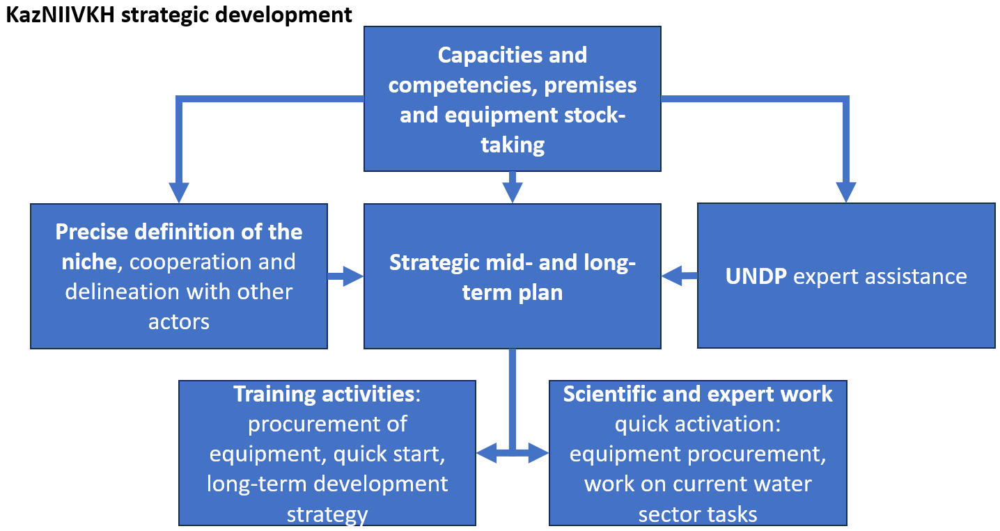 KazNIIVKH strategic development
Capacities and
competencies, premises
and equipment stock-
taking
Precise definition of the
niche, cooperation and
delineation with other
actors
Strategic mid- and long-
term plan
UNDP expert assistance
Training activities:
procurement of
equipment, quick start,
long-term development
strategy
Scientific and expert work
quick activation:
equipment procurement,
work on current water
sector tasks